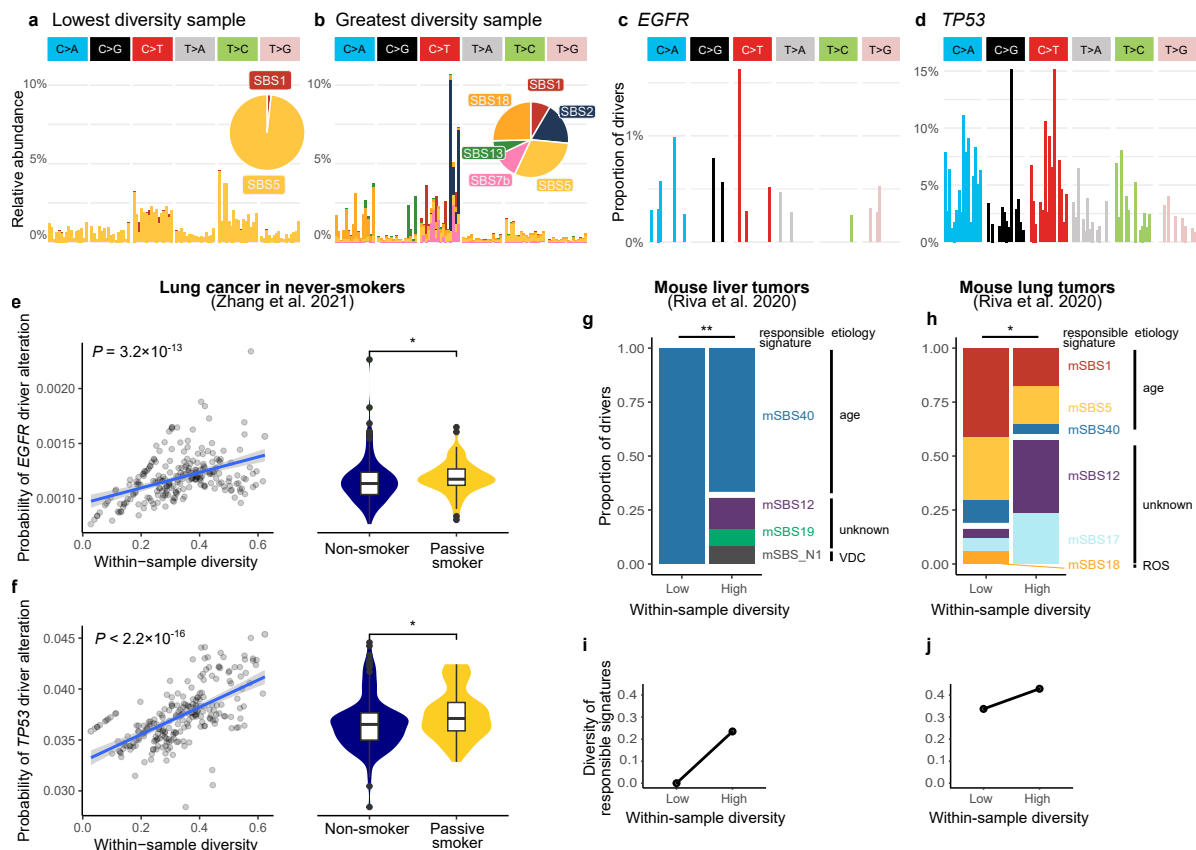 a Lowest diversity sample
C>A C>G C>T T>A T>C T>G
Relative abundance
10%
5%
0%
SBS1
SBS5
b Greatest diversity sample
C>A C>G C>T T>A T>C T>G
10%
5%
0%
SBS1
SBS18
SBS2
SBS13
SBS7b
SBS5
c EGFR
C>A C>G C>T T>A T>C T>G
Proportion of drivers
1%
0%
d TP53
C>A C>G C>T T>A T>C T>G
15%
10%
5%
0%
Lung cancer in never-smokers
(Zhang et al. 2021)
e
P = 3.2×10-13
Probability of EGFR driver alteration
0.0020
0.0015
0.0010
0.0 0.2 0.4 0.6
Within−sample diversity
*
Non-smoker Passive
smoker
f
P < 2.2×10-16
Probability of TP53 driver alteration
0.045
0.040
0.035
0.030
0.0 0.2 0.4 0.6
Within−sample diversity
*
Non-smoker Passive
smoker
Mouse liver tumors
(Riva et al. 2020)
g
** responsible etiology
signature
Proportion of drivers
1.00
0.75
0.50
0.25
0.00
mSBS40
age
mSBS12
mSBS19
unknown
mSBS_N1
VDC
Low High
Within-sample diversity
Mouse lung tumors
(Riva et al. 2020)
h
* responsible etiology
signature
1.00
0.75
0.50
0.25
0.00
mSBS1
age
mSBS5
mSBS40
mSBS12
unknown
mSBS17
mSBS18
ROS
Low High
Within-sample diversity
i
Diversity of
responsible signatures
0.4
0.3
0.2
0.1
0.0
Low High
Within-sample diversity
j
0.4
0.3
0.2
0.1
0.0
Low High
Within-sample diversity